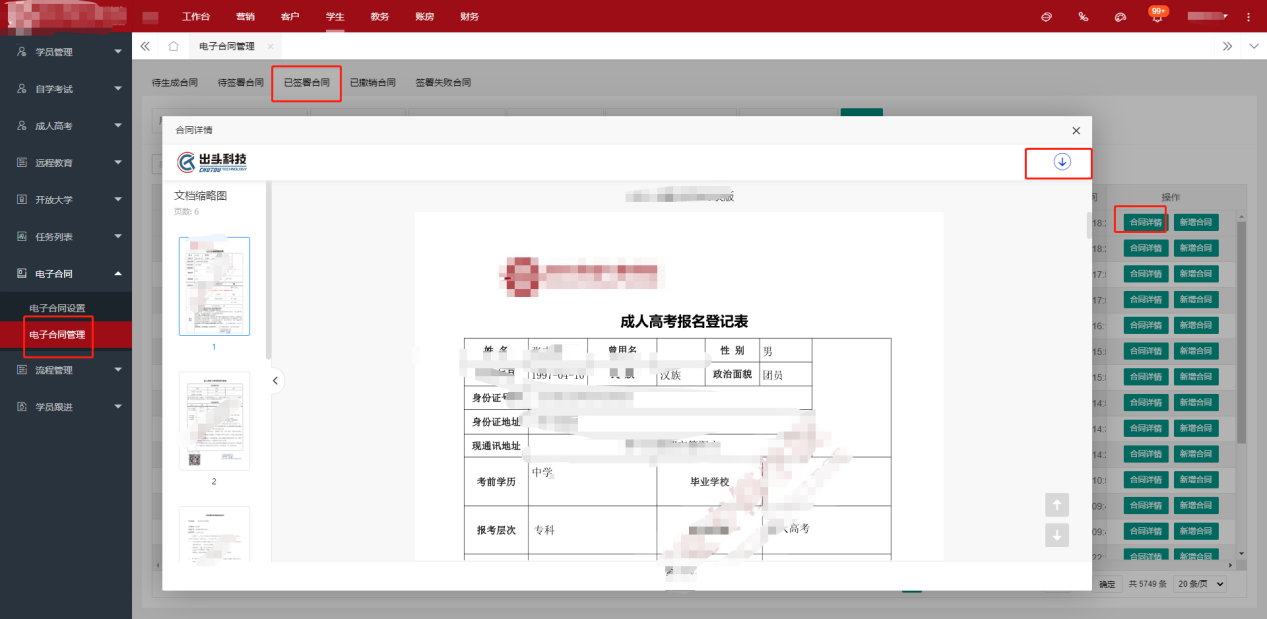 工作台 营销 客户 学生 教务 账房 财务
99+
学员管理
自学考试
成人高考
远程教育
开放大学
任务列表
电子合同
电子合同设置
电子合同管理
流程管理
学员跟进
电子合同管理
待生成合同 待签署合同 已签署合同 已撤销合同 签署失败合同
合同详情
出头科技
CHUTOU TECHNOLOGY
文档缩略图
页数: 6
1
2
成人高考报名登记表
姓 名 曾用名 性 别 男
1997-04-10 汉族 政治面貌 团员
身份证号
身份证地址
现通讯地址
考前学历 中学 毕业学校
报考层次 专科 高考
操作
18: 合同详情 新增合同
18: 合同详情 新增合同
17: 合同详情 新增合同
17: 合同详情 新增合同
16: 合同详情 新增合同
15: 合同详情 新增合同
15: 合同详情 新增合同
14: 合同详情 新增合同
14: 合同详情 新增合同
14: 合同详情 新增合同
10: 合同详情 新增合同
09: 合同详情 新增合同
09: 合同详情 新增合同
22: 合同详情 新增合同
确定 共 5749 条 20 条/页